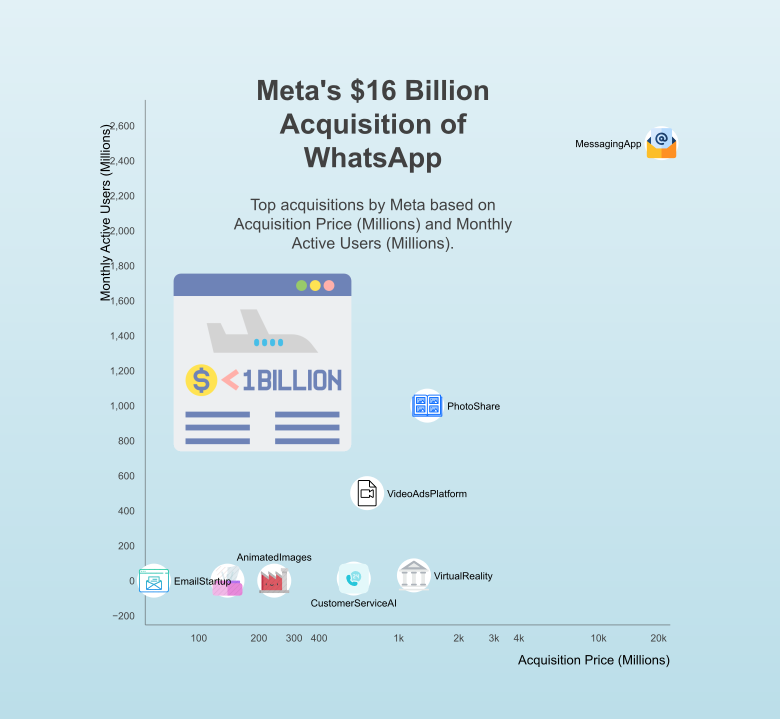 Meta's $16 Billion
Acquisition of
WhatsApp
Top acquisitions by Meta based on
Acquisition Price (Millions) and Monthly
Active Users (Millions).
Monthly Active Users (Millions)
2,600
2,400
2,200
2,000
1,800
1,600
1,400
1,200
1,000
800
600
400
200
0
−200
$ < 1 BILLION
MessagingApp
PhotoShare
VideoAdsPlatform
AnimatedImages
EmailStartup
VirtualReality
CustomerServiceAI
100
200
300
400
1k
2k
3k
4k
10k
20k
Acquisition Price (Millions)